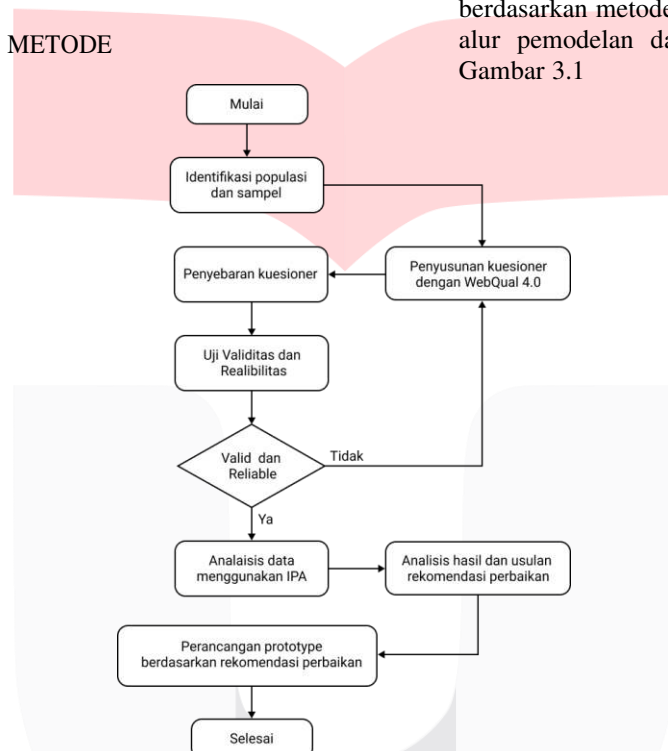 METODE
berdasarkan metode
alur pemodelan da
Gambar 3.1
Mulai
Identifikasi populasi
dan sampel
Penyusunan kuesioner
dengan WebQual 4.0
Penyebaran kuesioner
Uji Validitas dan
Realibilitas
Valid dan
Reliable
Tidak
Ya
Analaisis data
menggunakan IPA
Analisis hasil dan usulan
rekomendasi perbaikan
Perancangan prototype
berdasarkan rekomendasi perbaikan
Selesai